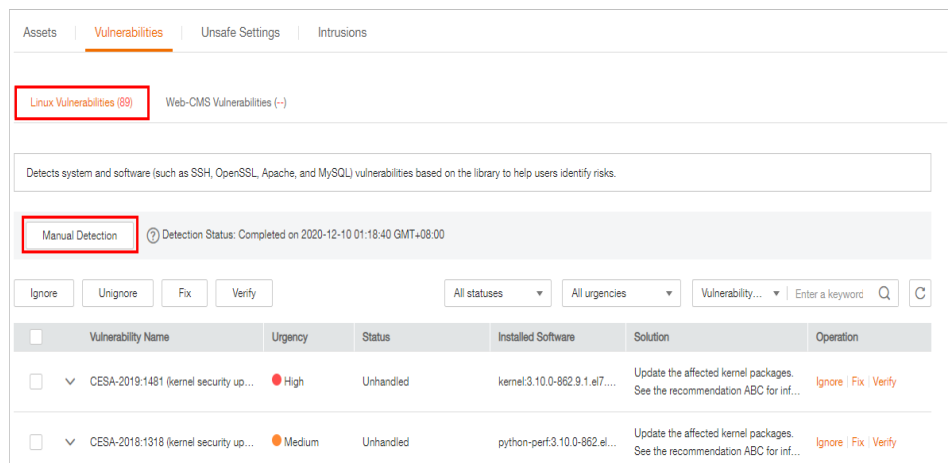 Assets Vulnerabilities Unsafe Settings Intrusions
Linux Vulnerabilities (89) Web-CMS Vulnerabilities (--)
Detects system and software (such as SSH, OpenSSL, Apache, and MySQL) vulnerabilities based on the library to help users identify risks.
Manual Detection ? Detection Status: Completed on 2020-12-10 01:18:40 GMT+08:00
Ignore Unignore Fix Verify All statuses All urgencies Vulnerability... Enter a keyword C
Vulnerability Name Urgency Status Installed Software Solution Operation
CESA-2019:1481 (kernel security up... High Unhandled kernel:3.10.0-862.9.1.el7.... Update the affected kernel packages. Ignore | Fix | Verify
See the recommendation ABC for inf...
CESA-2018:1318 (kernel security up... Medium Unhandled python-perf:3.10.0-862.el... Update the affected kernel packages. Ignore | Fix | Verify
See the recommendation ABC for inf...